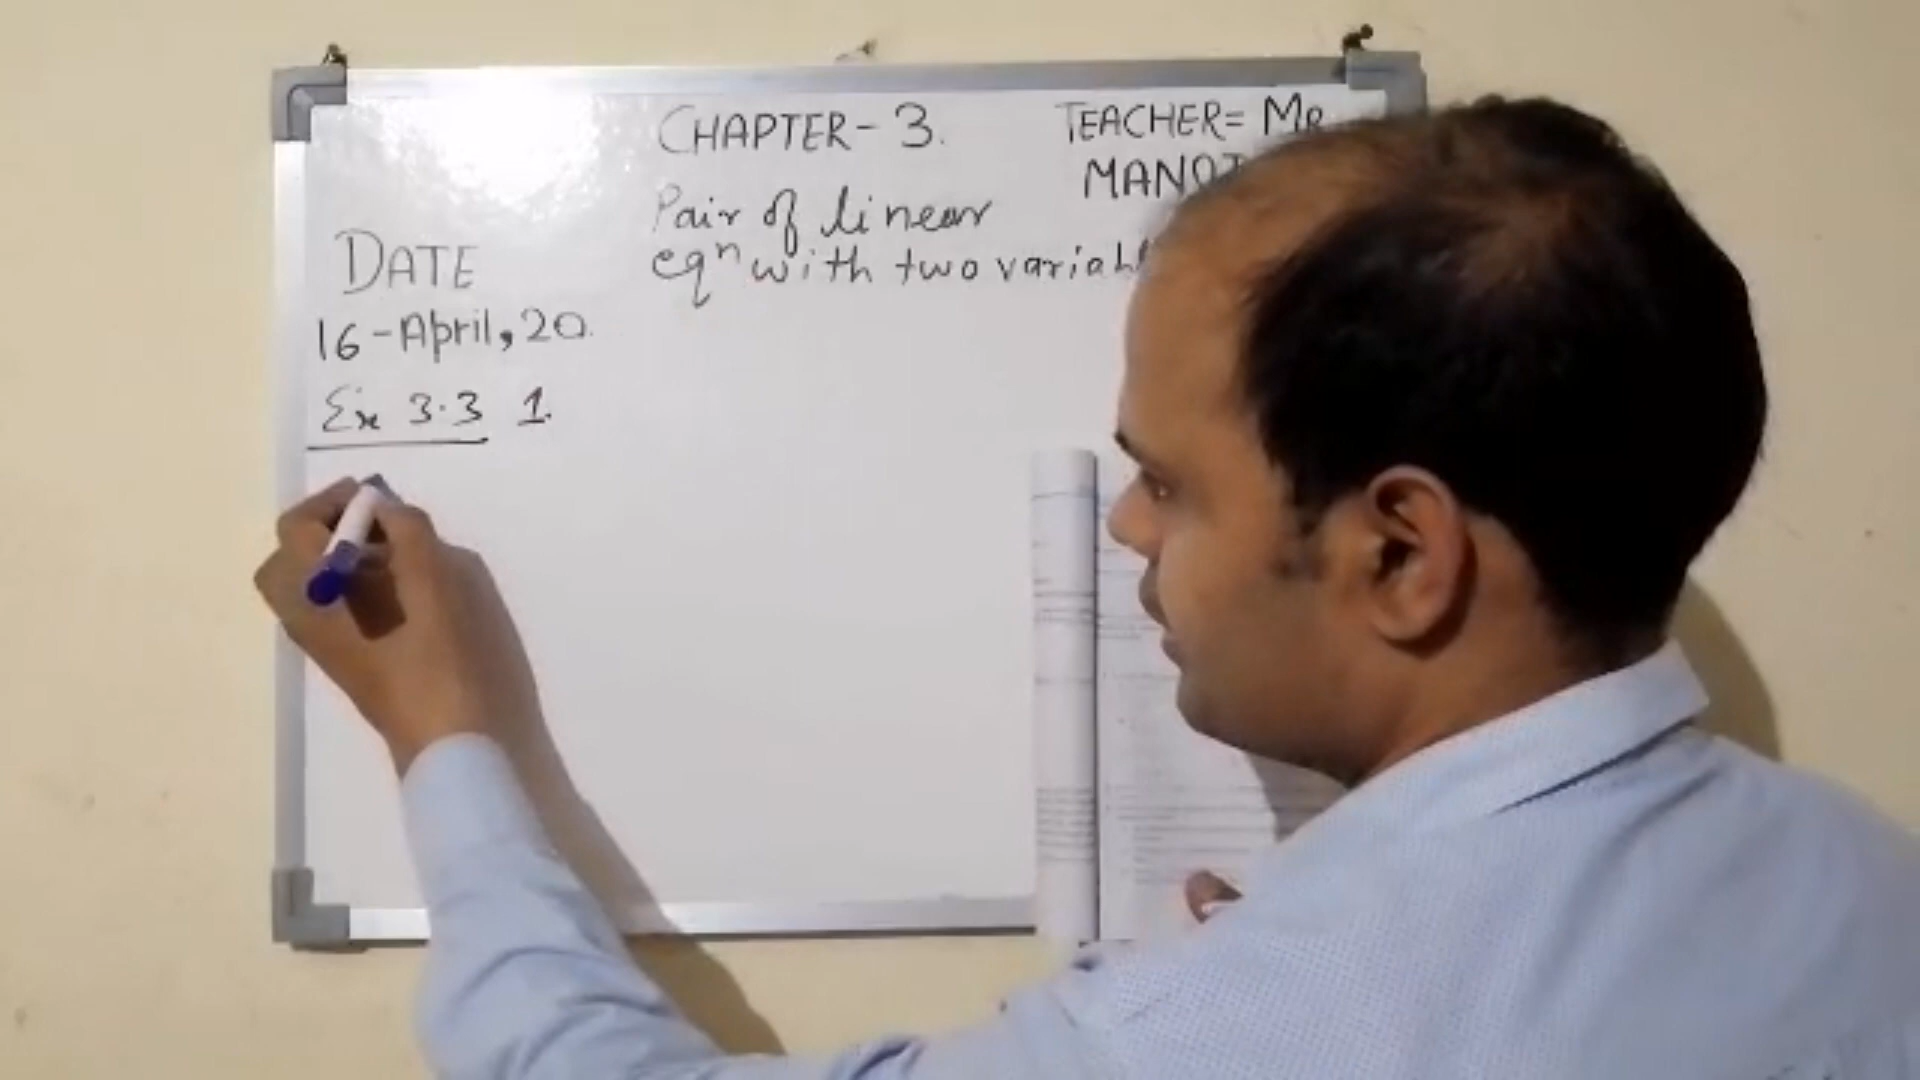 CHAPTER - 3.
TEACHER = MR
Pair of linear
eqⁿ with two
DATE
16-April, 20.
Ex 3.3 1.